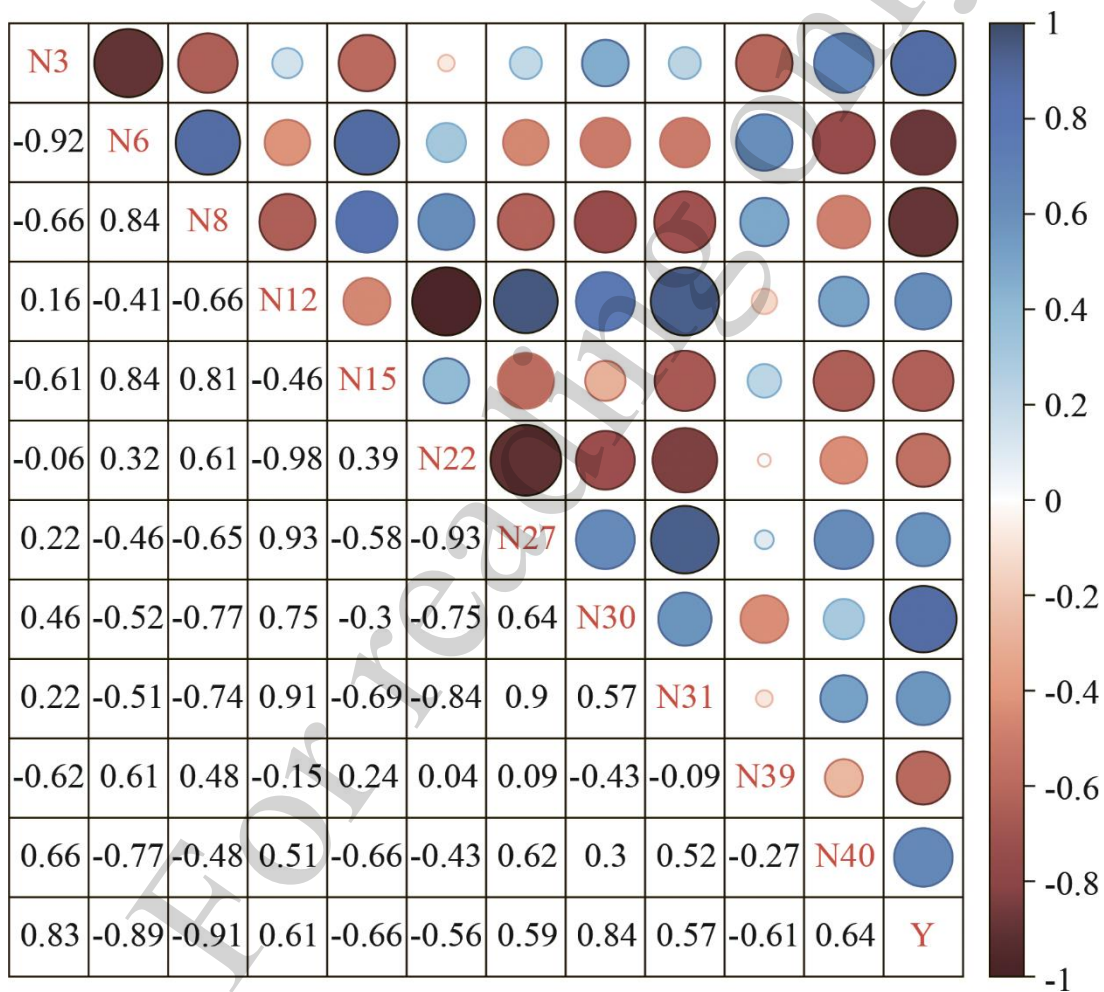 N3
-0.92 N6
-0.66 0.84 N8
0.16 -0.41 -0.66 N12
-0.61 0.84 0.81 -0.46 N15
-0.06 0.32 0.61 -0.98 0.39 N22
0.22 -0.46 -0.65 0.93 -0.58 -0.93 N27
0.46 -0.52 -0.77 0.75 -0.3 -0.75 0.64 N30
0.22 -0.51 -0.74 0.91 -0.69 -0.84 0.9 0.57 N31
-0.62 0.61 0.48 -0.15 0.24 0.04 0.09 -0.43 -0.09 N39
0.66 -0.77 -0.48 0.51 -0.66 -0.43 0.62 0.3 0.52 -0.27 N40
0.83 -0.89 -0.91 0.61 -0.66 -0.56 0.59 0.84 0.57 -0.61 0.64 Y
1
0.8
0.6
0.4
0.2
0
-0.2
-0.4
-0.6
-0.8
-1
For reading only